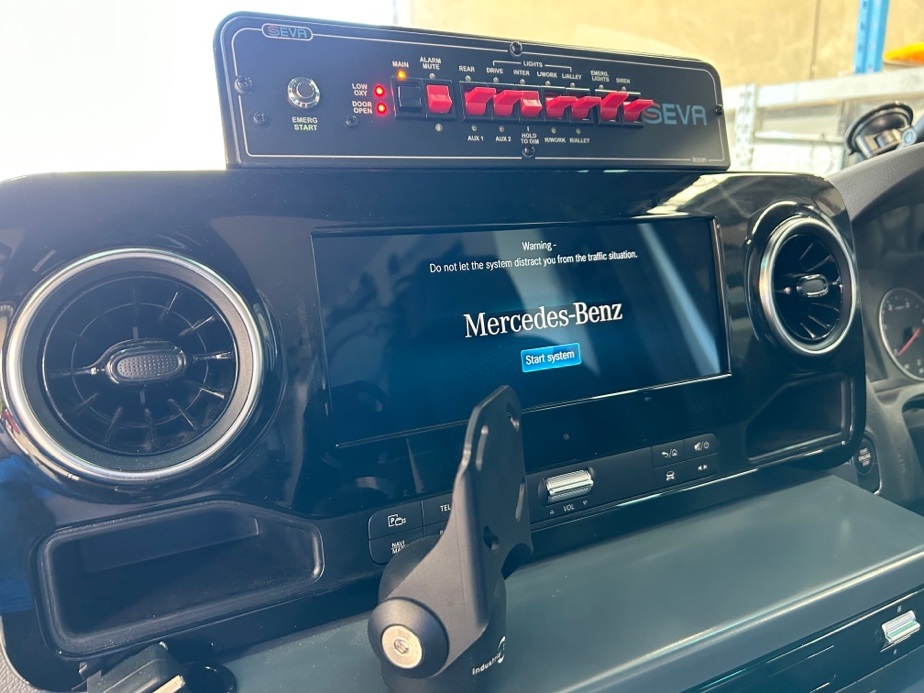 SEVA
EMERG
START
LOW
OXY
DOOR
OPEN
MAIN
ALARM
MUTE
LIGHTS
REAR
DRIVE
INTER
L/WORK
L/ALLEY
EMERG.
LIGHTS
SIREN
AUX 1
AUX 2
HOLD
TO DIM
R/WORK
R/ALLEY
SEVA
Warning -
Do not let the system distract you from the traffic situation.
Mercedes-Benz
Start system
TEL
NAVI
VOL